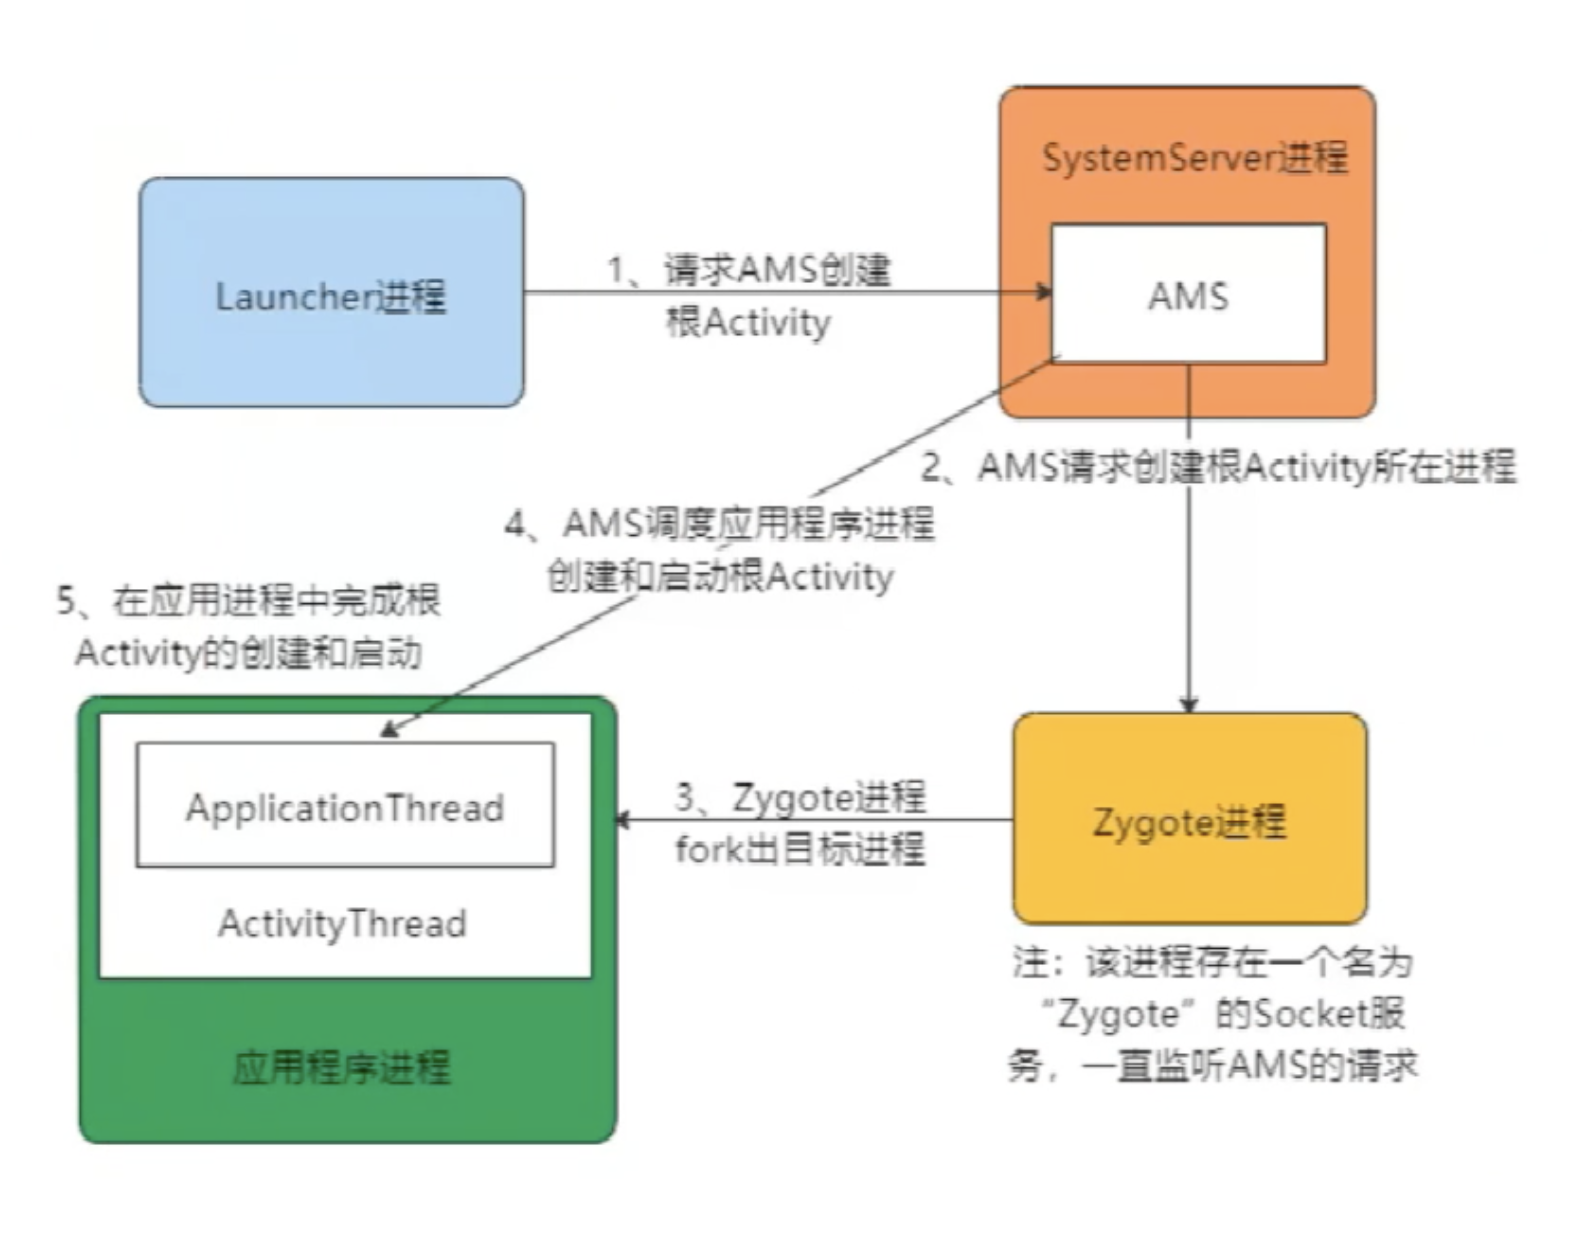 SystemServer进程
Launcher进程
1、请求AMS创建
根Activity
AMS
2、AMS请求创建根Activity所在进程
4、AMS调度应用程序进程
创建和启动根Activity
5、在应用进程中完成根
Activity的创建和启动
ApplicationThread
ActivityThread
应用程序进程
3、Zygote进程
fork出目标进程
Zygote进程
注：该进程存在一个名为
“Zygote”的Socket服
务，一直监听AMS的请求